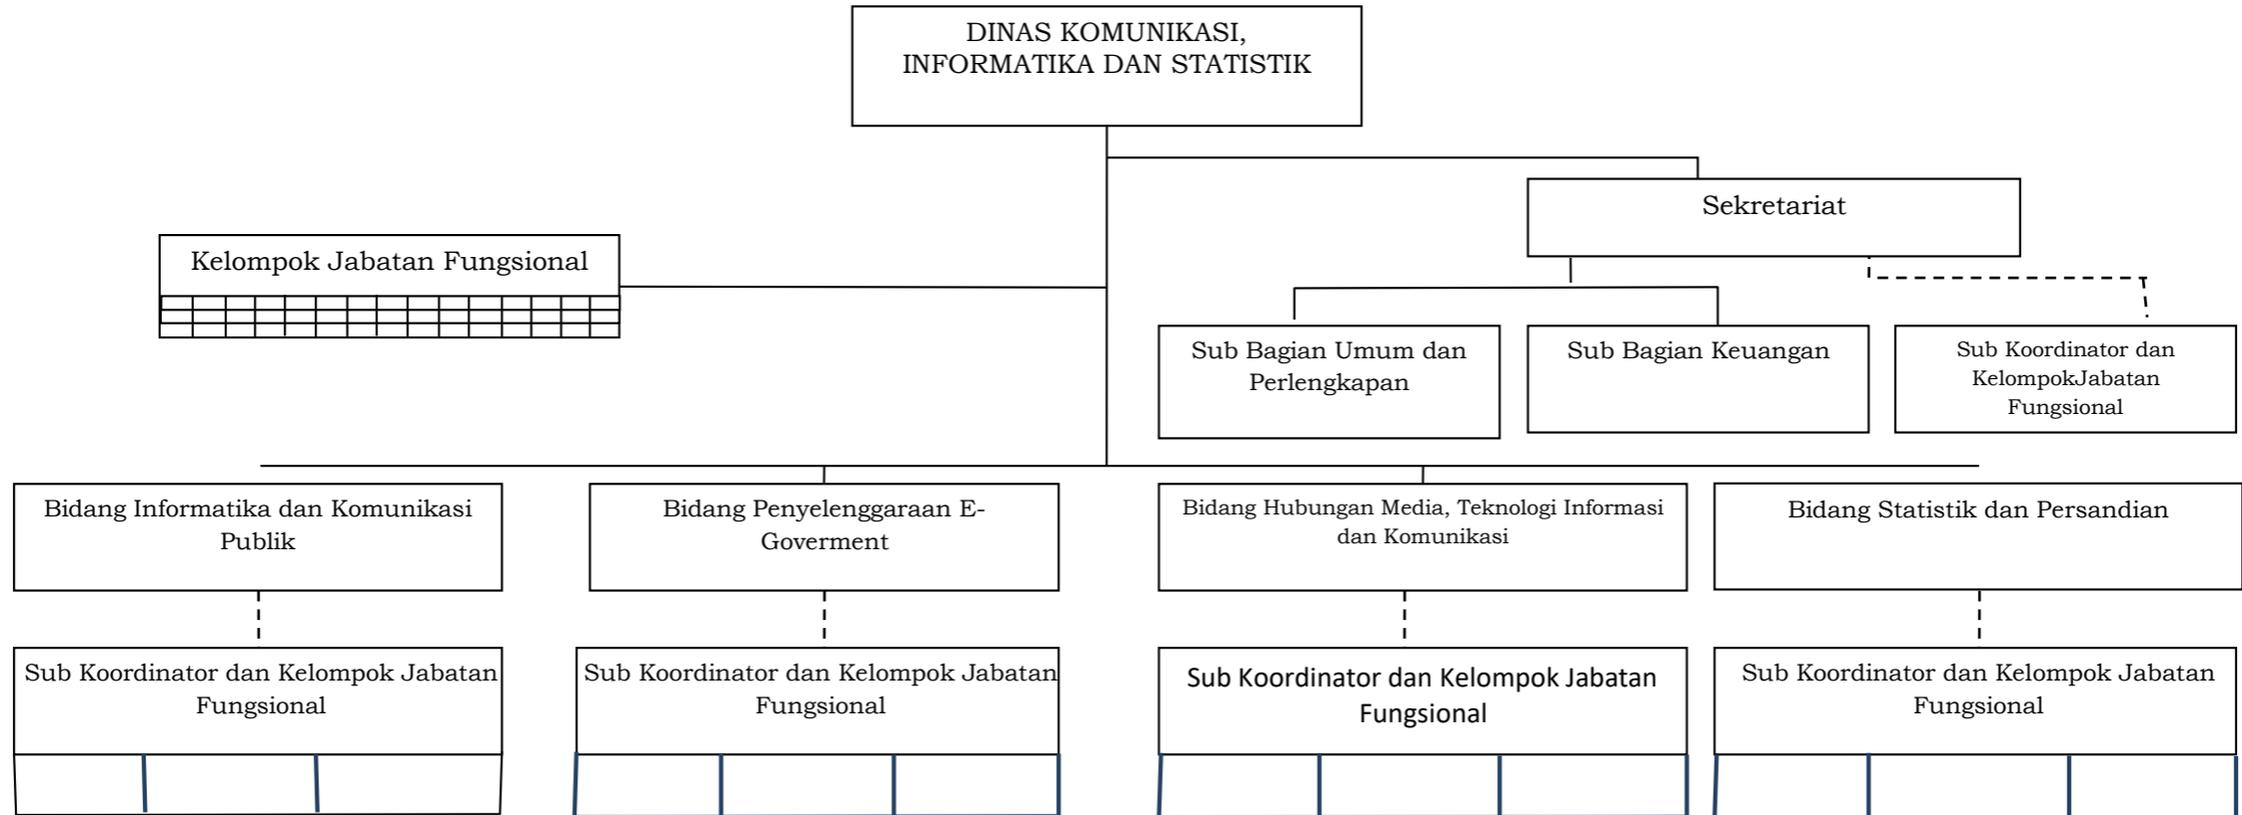 DINAS KOMUNIKASI,
INFORMATIKA DAN STATISTIK
Sekretariat
Kelompok Jabatan Fungsional
Sub Bagian Umum dan
Perlengkapan
Sub Bagian Keuangan
Sub Koordinator dan
KelompokJabatan
Fungsional
Bidang Informatika dan Komunikasi
Publik
Bidang Penyelenggaraan E-
Goverment
Bidang Hubungan Media, Teknologi Informasi
dan Komunikasi
Bidang Statistik dan Persandian
Sub Koordinator dan Kelompok Jabatan
Fungsional
Sub Koordinator dan Kelompok Jabatan
Fungsional
Sub Koordinator dan Kelompok Jabatan
Fungsional
Sub Koordinator dan Kelompok Jabatan
Fungsional